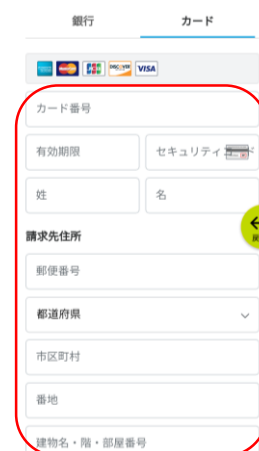 銀行 カード
JCB DISCOVER VISA
カード番号
有効期限 セキュリティ
姓 名
請求先住所
郵便番号
都道府県
市区町村
番地
建物名・階・部屋番号